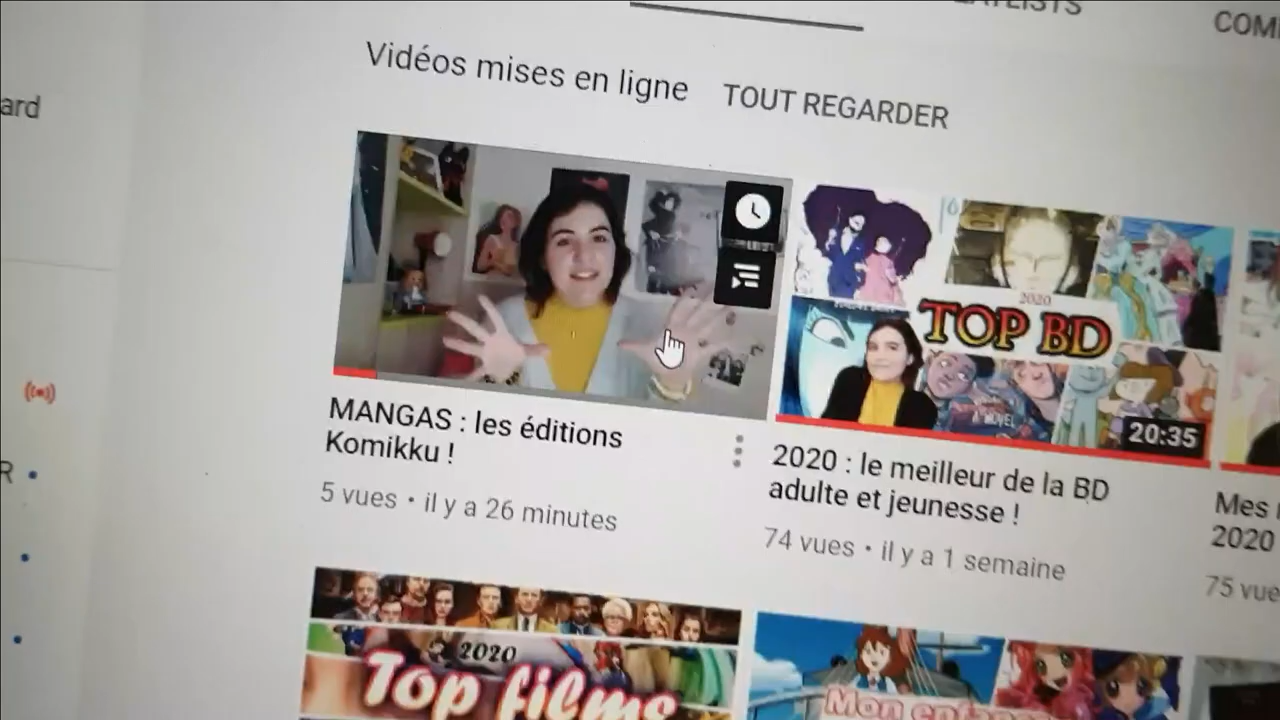 COM
ard
Vidéos mises en ligne TOUT REGARDER
2020
TOP BD
20:35
MANGAS : les éditions
Komikku !
5 vues • il y a 26 minutes
2020 : le meilleur de la BD
adulte et jeunesse !
74 vues • il y a 1 semaine
Mes
2020
75 vue
R
2020
Top films
Mon